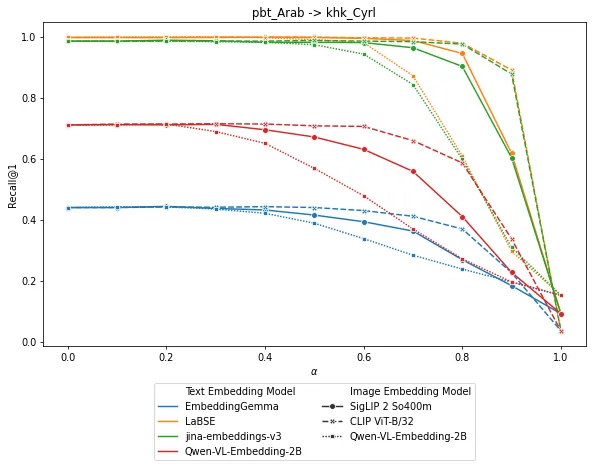 pbt_Arab -> khk_Cyrl
1.0
0.8
0.6
0.4
0.2
0.0
Recall@1
0.0 0.2 0.4 0.6 0.8 1.0
α
Text Embedding Model
EmbeddingGemma
LaBSE
jina-embeddings-v3
Qwen-VL-Embedding-2B
Image Embedding Model
SigLIP 2 So400m
CLIP ViT-B/32
Qwen-VL-Embedding-2B